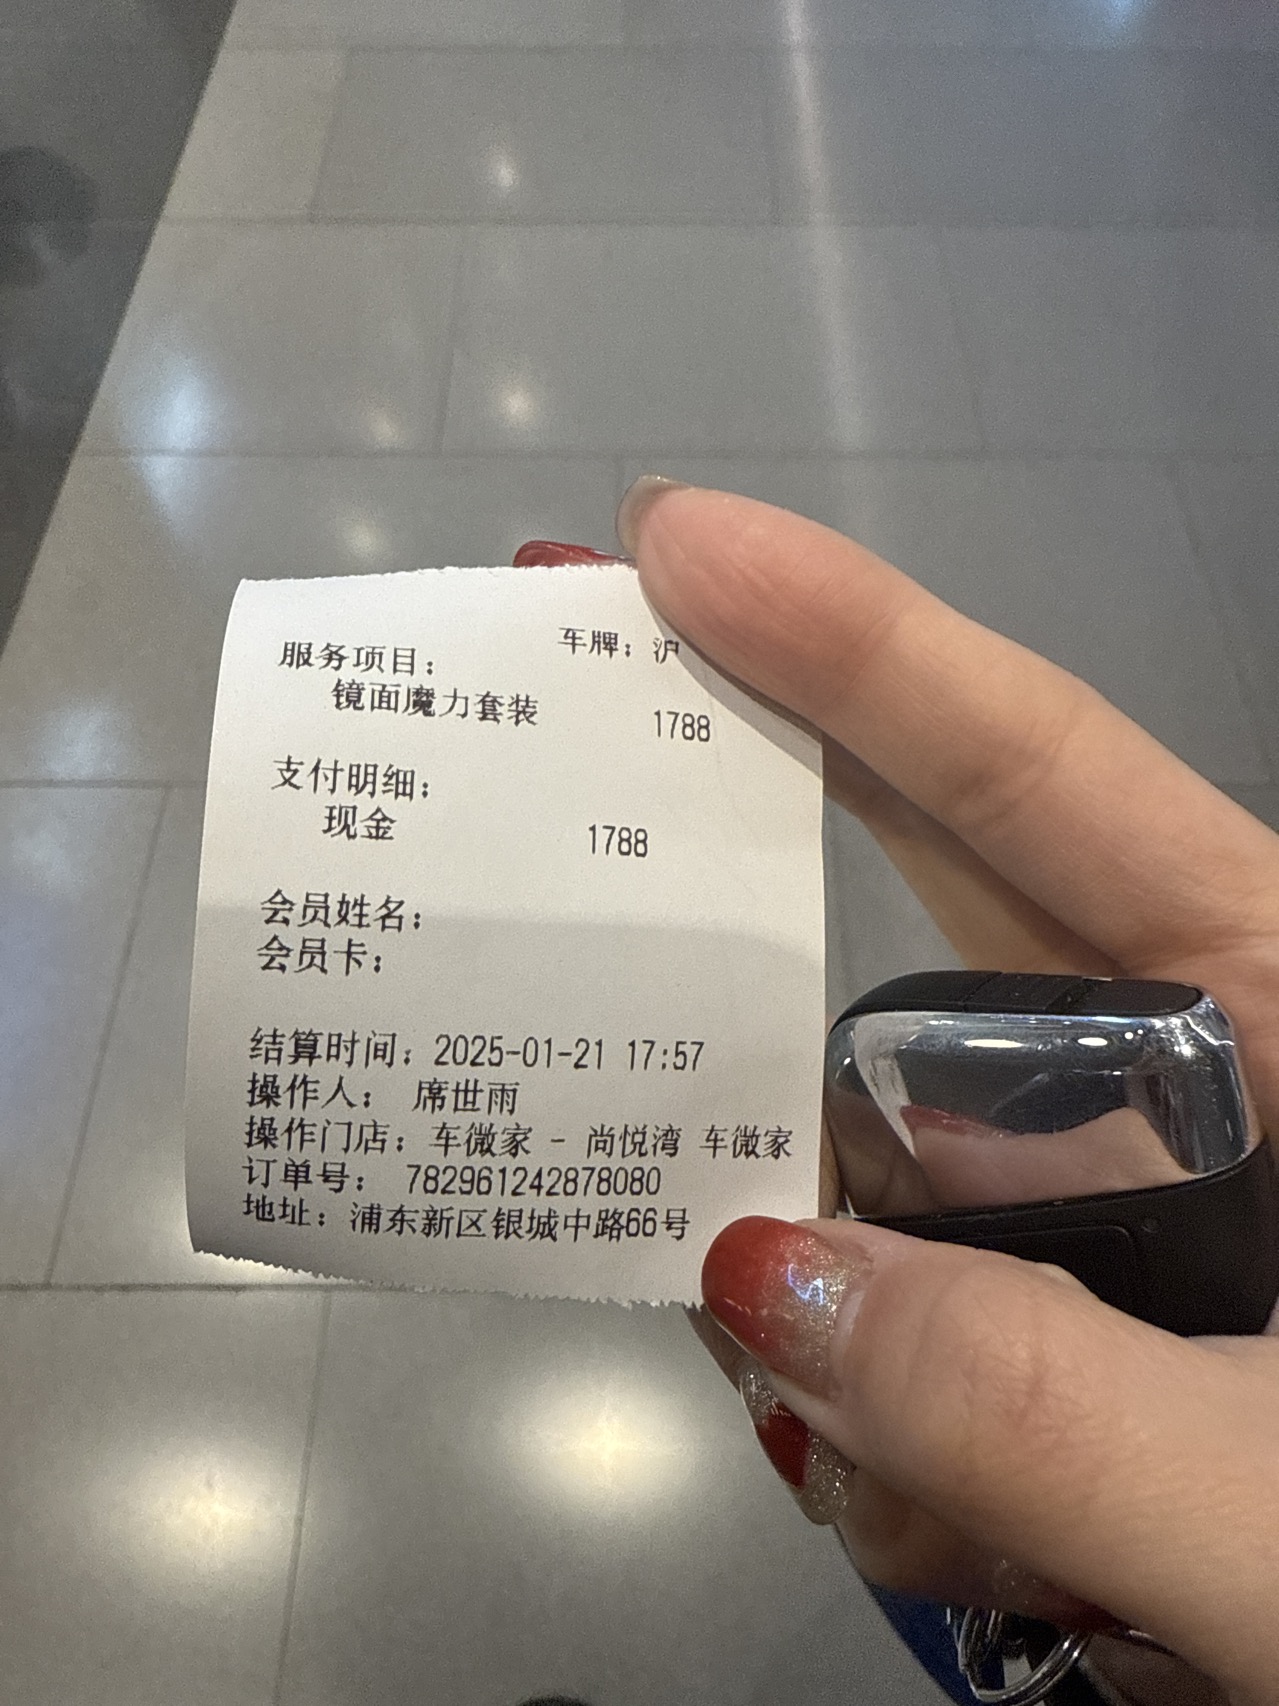 车牌：沪
服务项目：
镜面魔力套装 1788
支付明细：
现金 1788
会员姓名：
会员卡：
结算时间：2025-01-21 17:57
操作人： 席世雨
操作门店：车微家 - 尚悦湾 车微家
订单号： 782961242878080
地址：浦东新区银城中路66号